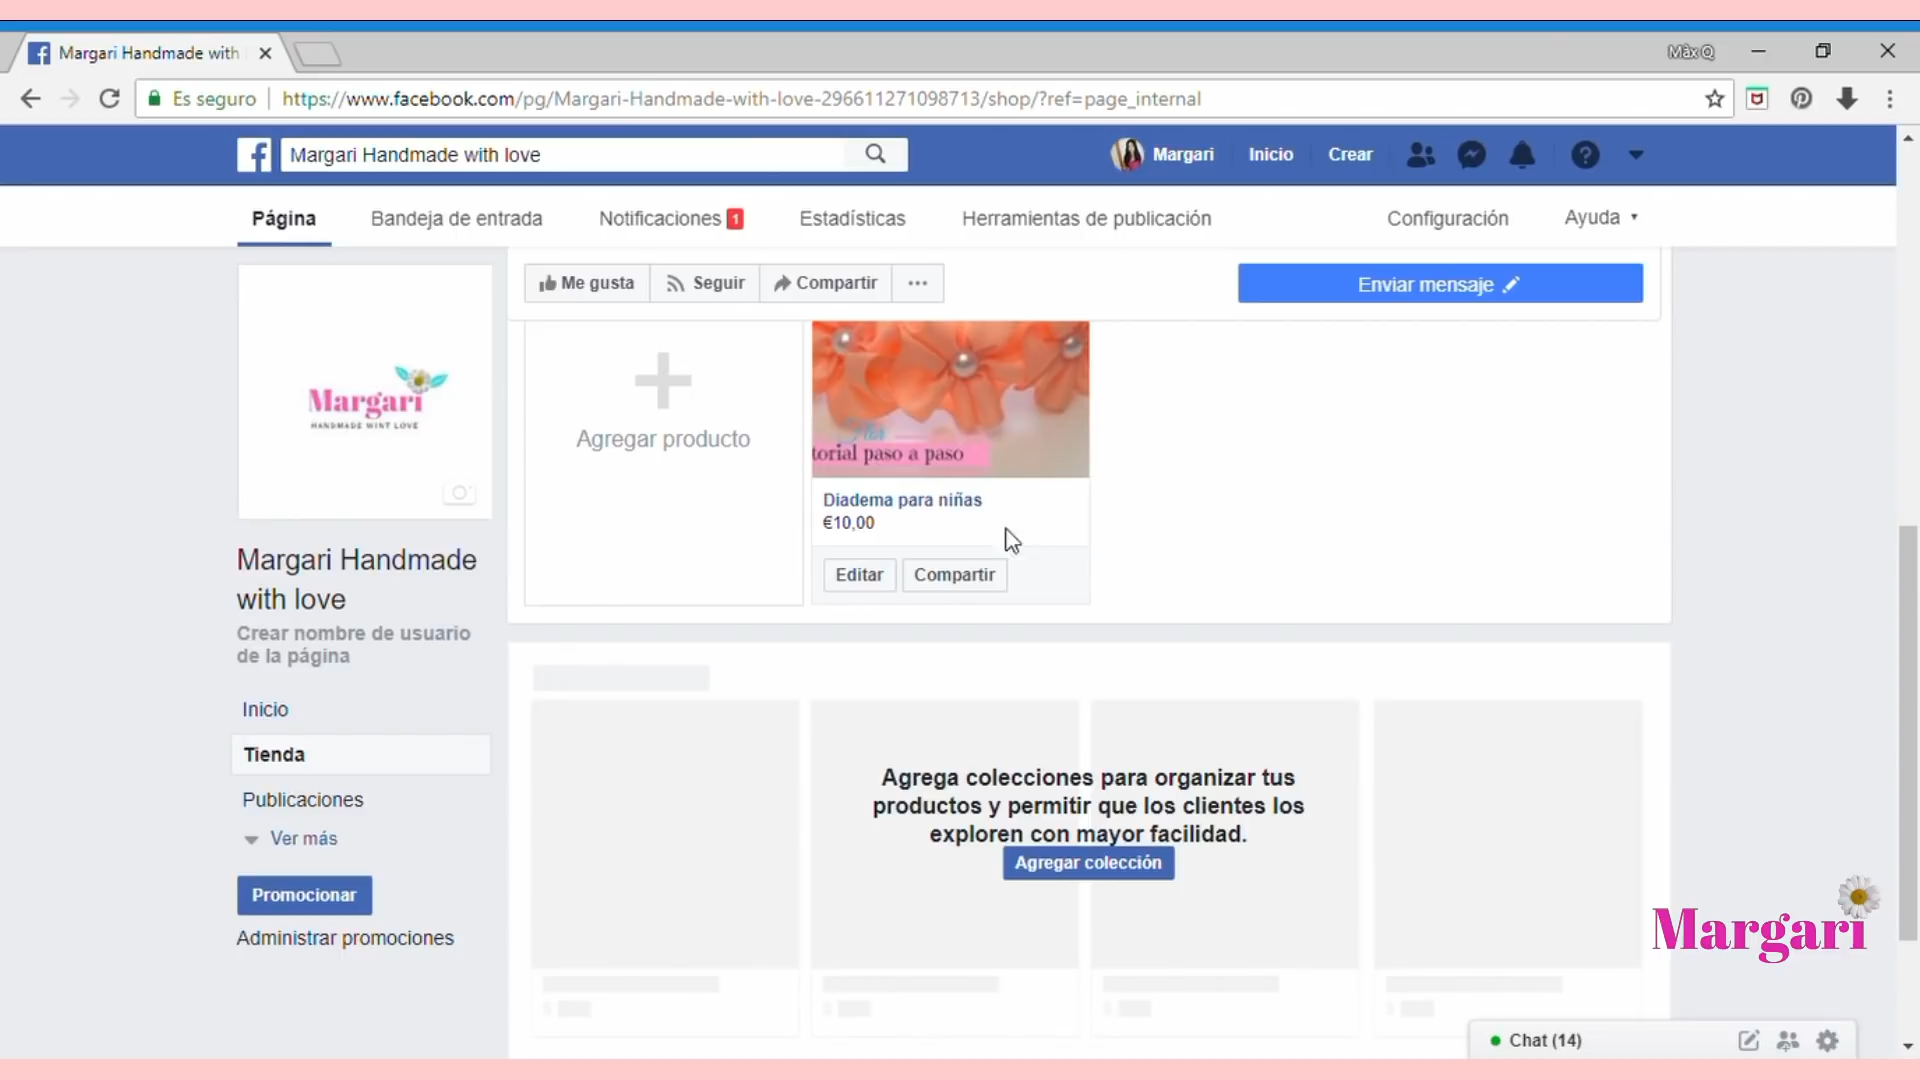 Margari Handmade with
Máx Q
Es seguro
https://www.facebook.com/pg/Margari-Handmade-with-love-296611271098713/shop/?ref=page_internal
Margari Handmade with love
Margari
Inicio
Crear
Página
Bandeja de entrada
Notificaciones 1
Estadísticas
Herramientas de publicación
Configuración
Ayuda
Me gusta
Seguir
Compartir
Enviar mensaje
Margari
HANDMADE WINT LOVE
Margari Handmade
with love
Crear nombre de usuario
de la página
Inicio
Tienda
Publicaciones
Ver más
Promocionar
Administrar promociones
Agregar producto
torial paso a paso
Diadema para niñas
€10,00
Editar
Compartir
Agrega colecciones para organizar tus
productos y permitir que los clientes los
exploren con mayor facilidad.
Agregar colección
Margari
Chat (14)